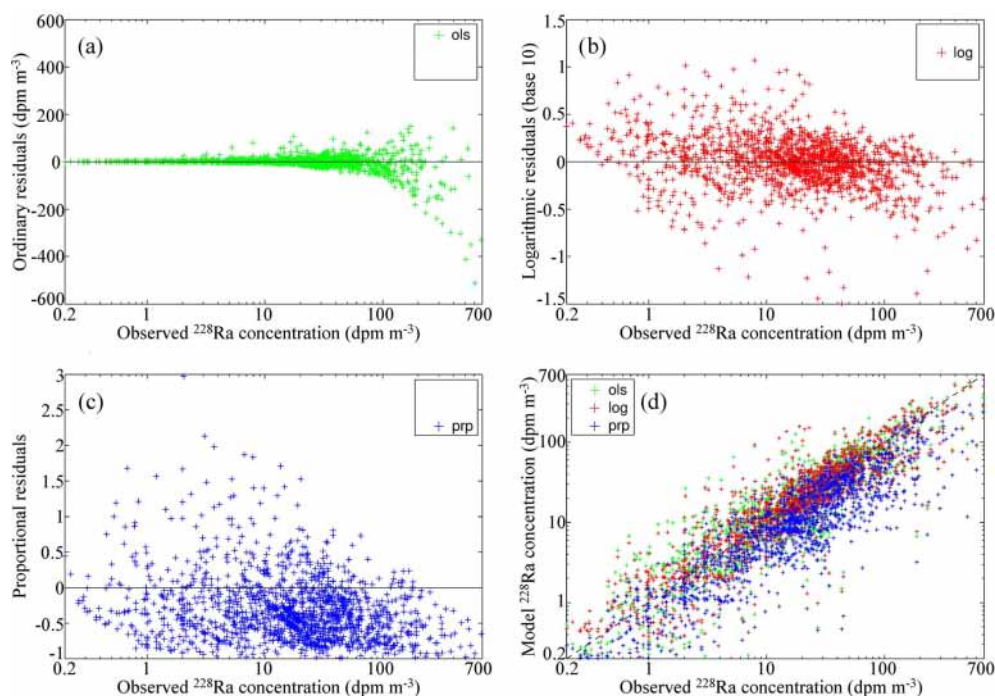 600
400
200
0
-200
-400
-600
Ordinary residuals (dpm m-3)
(a)
ols
0.2 1 10 100 700
Observed 228Ra concentration (dpm m-3)
1.5
1
0.5
0
-0.5
-1
-1.5
Logarithmic residuals (base 10)
(b)
log
0.2 1 10 100 700
Observed 228Ra concentration (dpm m-3)
3
2.5
2
1.5
1
0.5
0
-0.5
-1
Proportional residuals
(c)
prp
0.2 1 10 100 700
Observed 228Ra concentration (dpm m-3)
700
100
10
1
0.2
Model 228Ra concentration (dpm m-3)
ols
log
prp
(d)
0.2 1 10 100 700
Observed 228Ra concentration (dpm m-3)